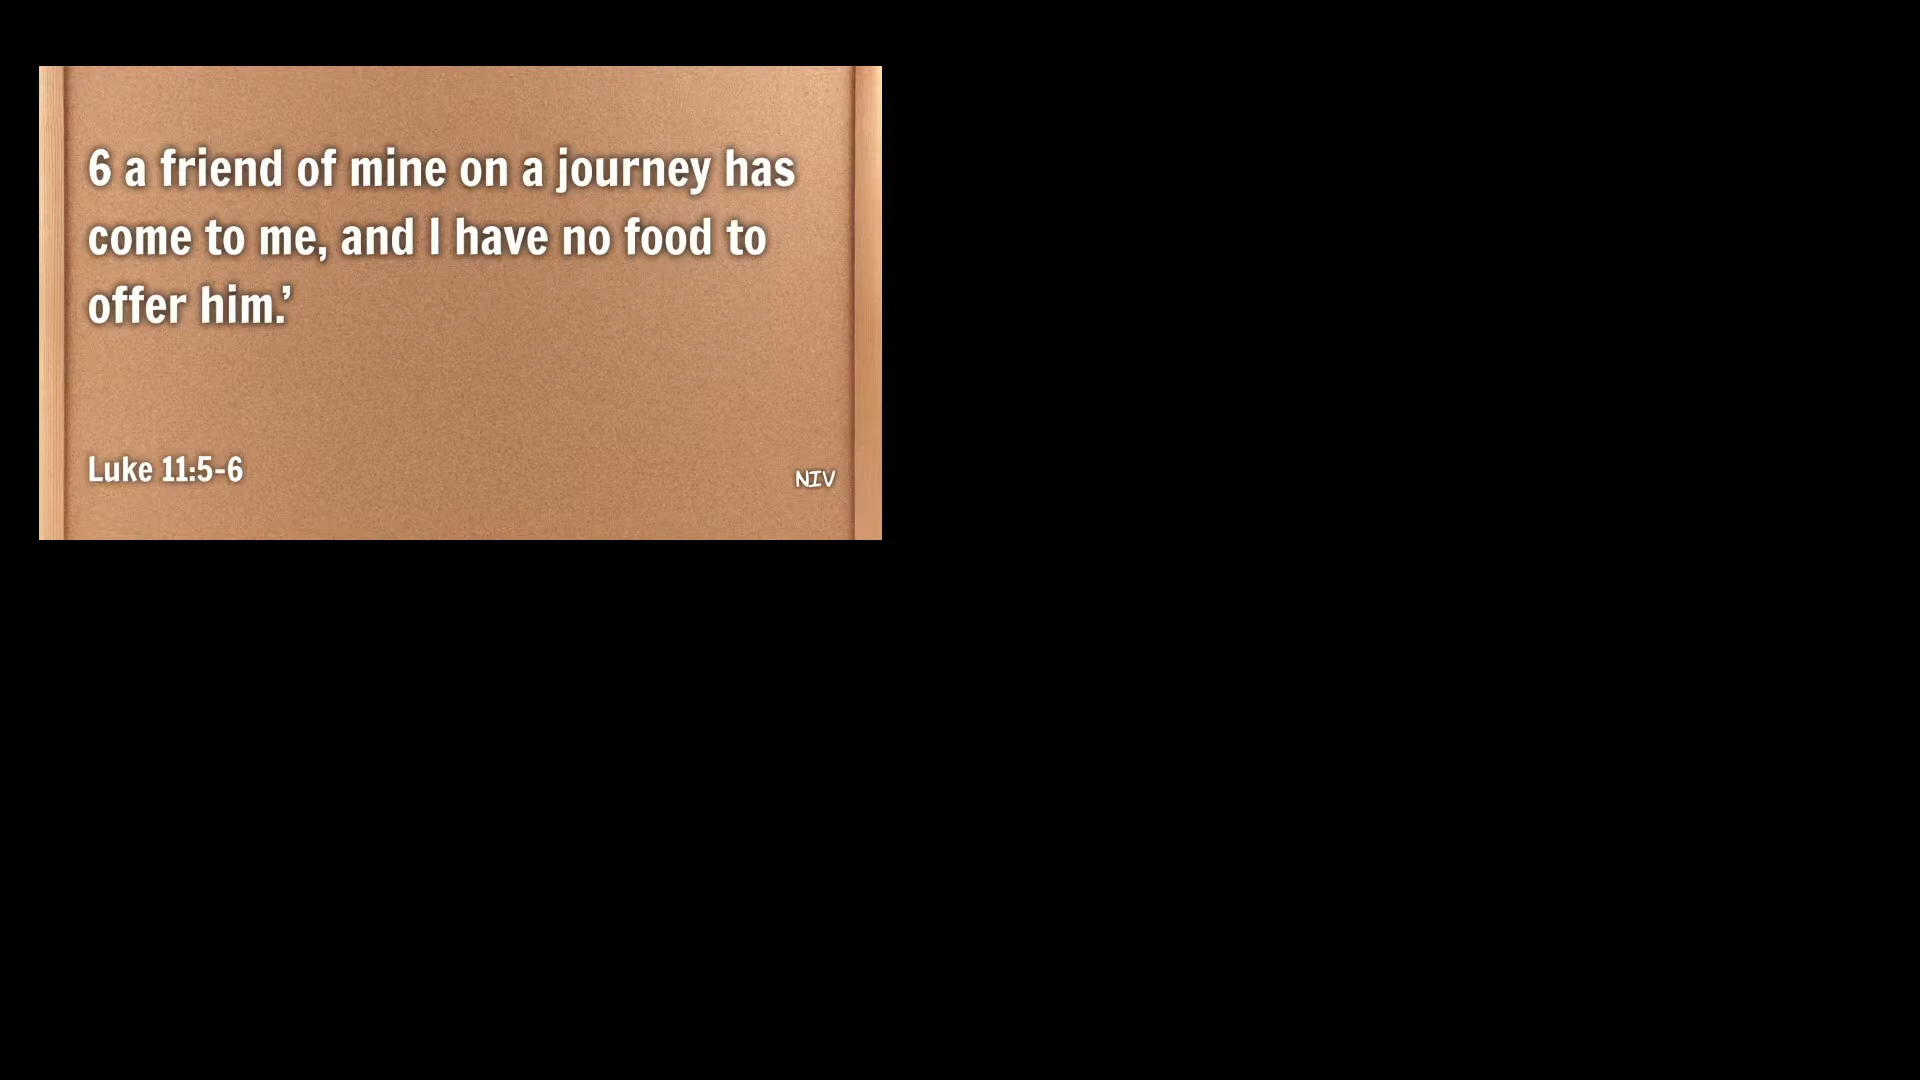 6 a friend of mine on a journey has
come to me, and I have no food to
offer him.’
Luke 11:5-6
NIV